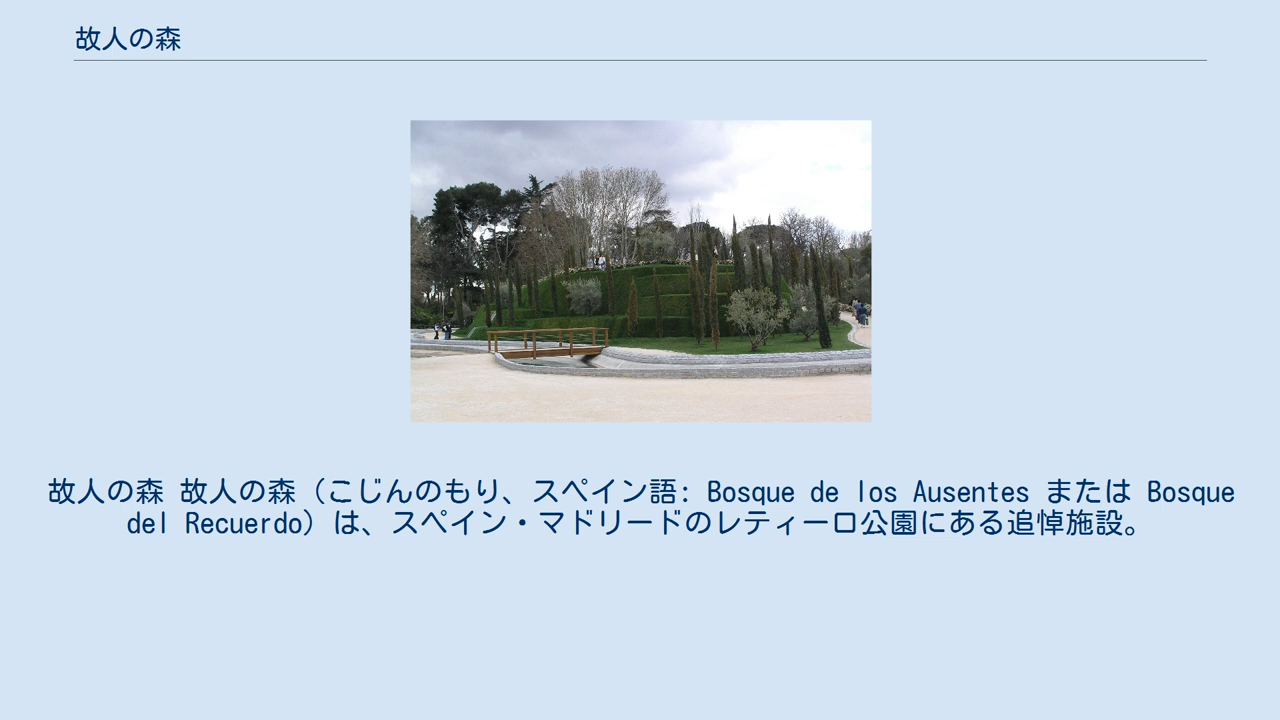 故人の森
故人の森 故人の森（こじんのもり、スペイン語: Bosque de los Ausentes または Bosque
del Recuerdo）は、スペイン・マドリードのレティーロ公園にある追悼施設。